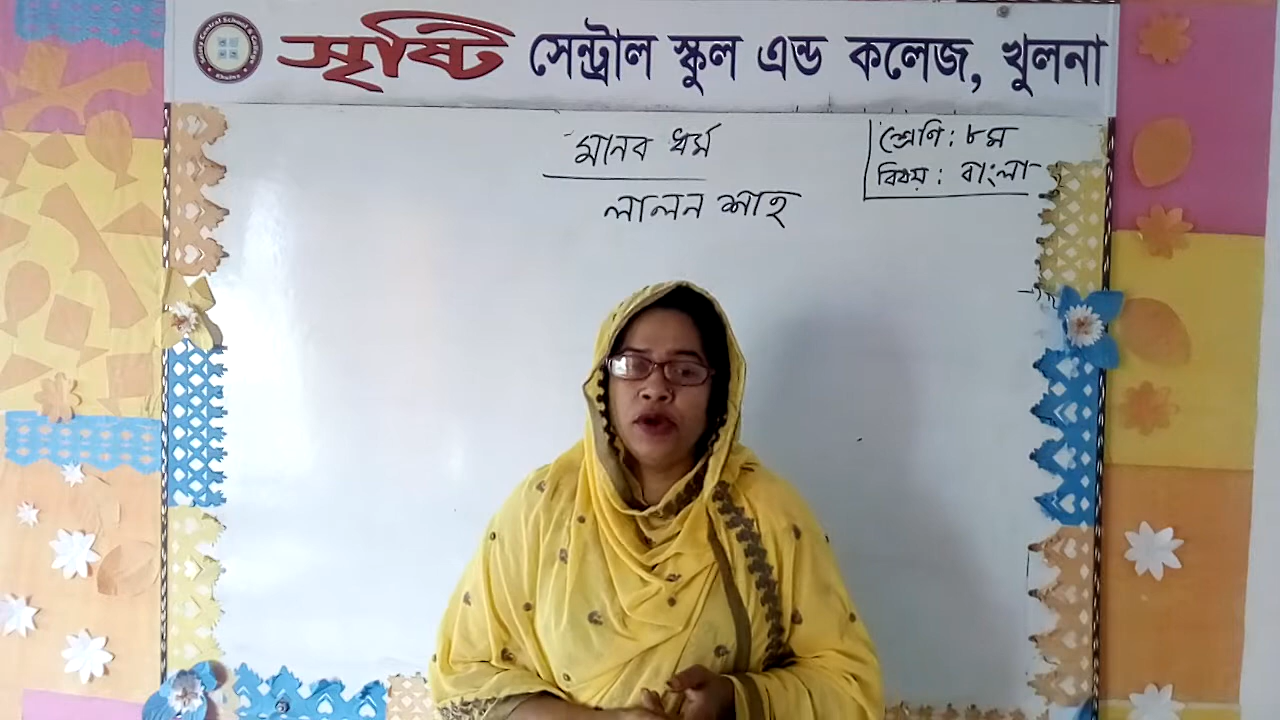 সৃষ্টি সেন্ট্রাল স্কুল এন্ড কলেজ, খুলনা
মানব ধর্ম
লালন শাহ
শ্রেণি : ৮ম
বিষয় : বাংলা